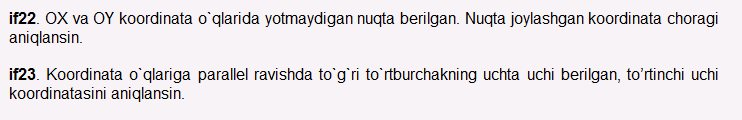 if22. OX va OY koordinata o`qlarida yotmaydigan nuqta berilgan. Nuqta joylashgan koordinata choragi
aniqlansin.
if23. Koordinata o`qlariga parallel ravishda to`g`ri to`rtburchakning uchta uchi berilgan, to’rtinchi uchi
koordinatasini aniqlansin.